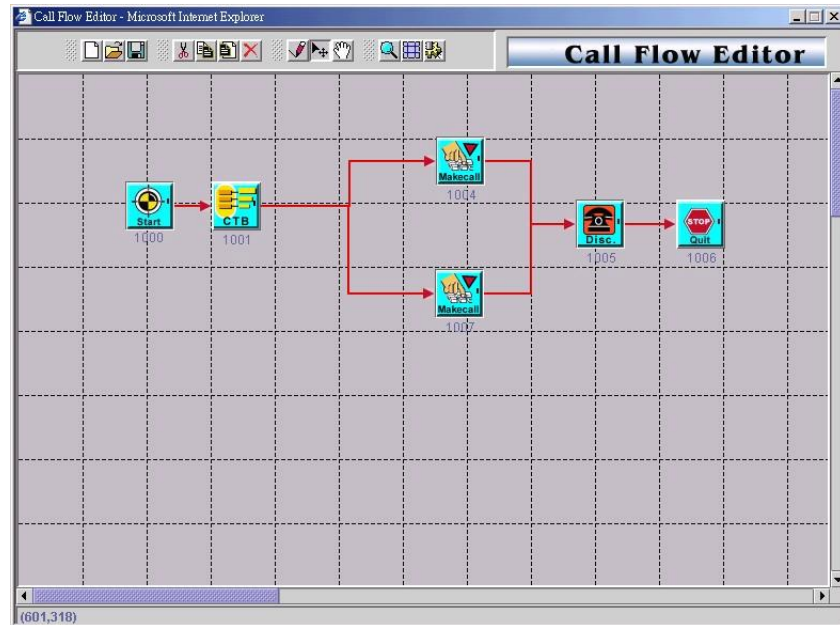 Call Flow Editor - Microsoft Internet Explorer
Call Flow Editor
Makecall
1004
Start
1000
CTB
1001
Disc.
1005
STOP
Quit
1006
Makecall
1007
(601,318)